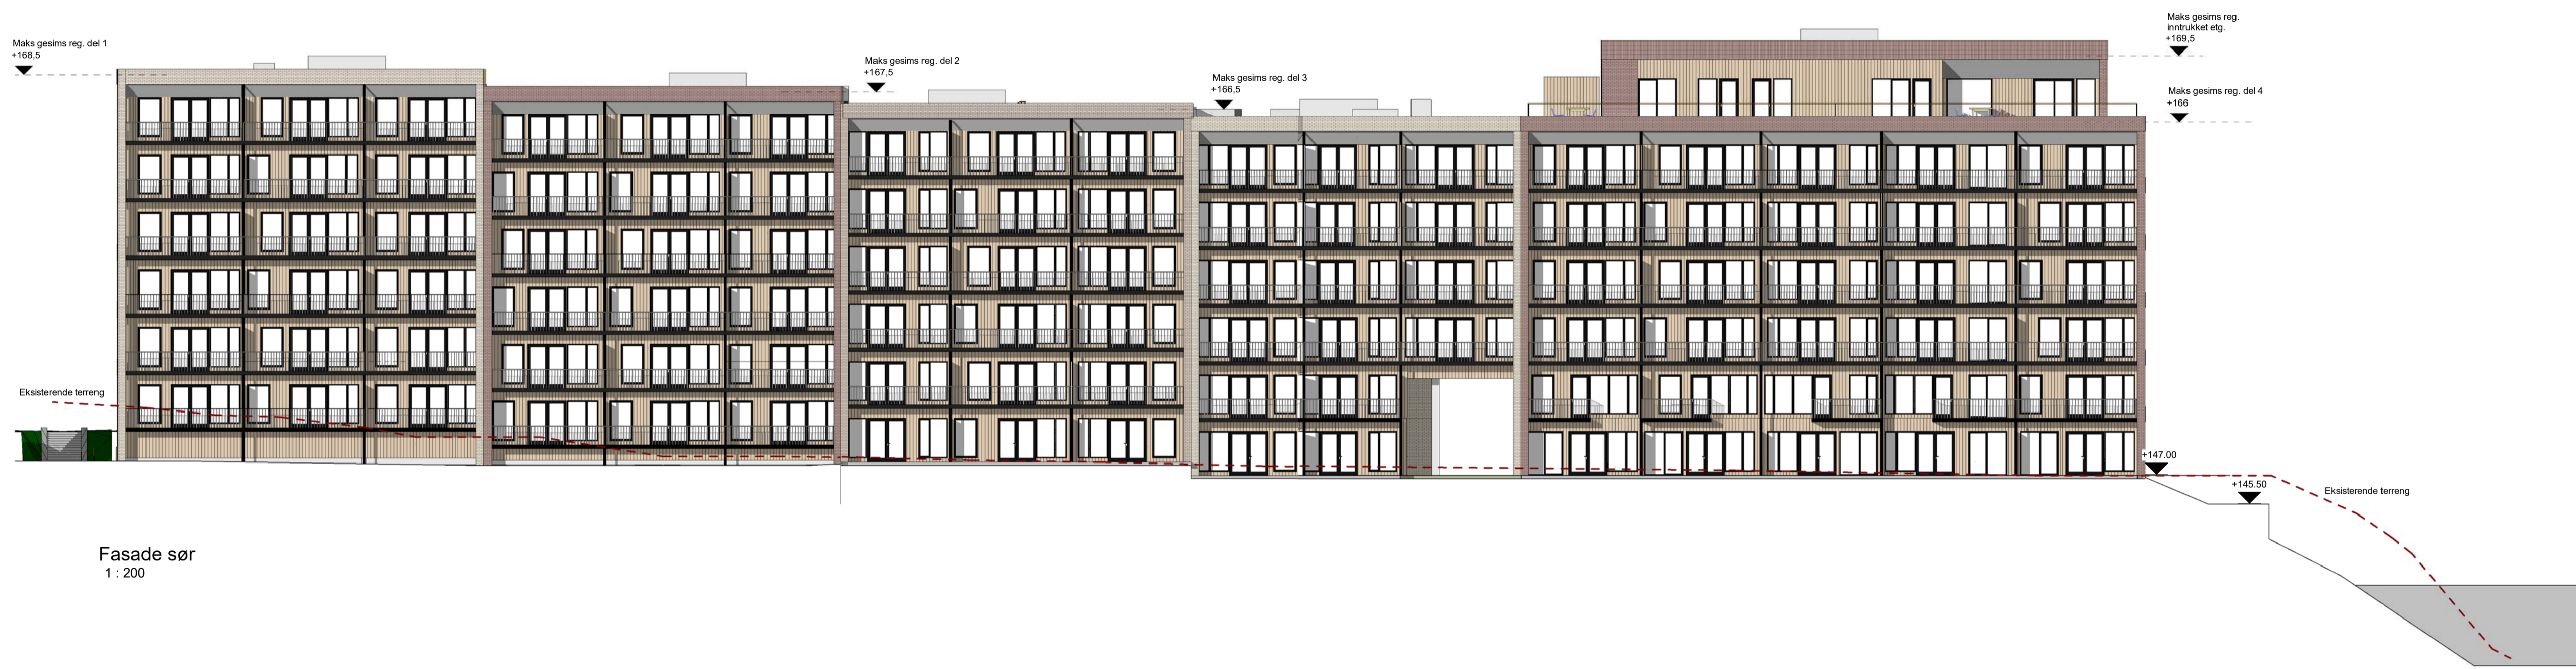 Maks gesims reg. del 1
+168,5
Maks gesims reg. del 2
+167,5
Maks gesims reg. del 3
+166,5
Maks gesims reg.
inntrukket etg.
+169,5
Maks gesims reg. del 4
+166
Eksisterende terreng
+147.00
+145.50
Eksisterende terreng
Fasade sør
1 : 200